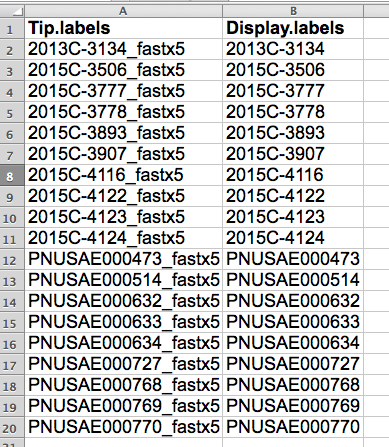 A B
1 Tip.labels Display.labels
2 2013C-3134_fastx5 2013C-3134
3 2015C-3506_fastx5 2015C-3506
4 2015C-3777_fastx5 2015C-3777
5 2015C-3778_fastx5 2015C-3778
6 2015C-3893_fastx5 2015C-3893
7 2015C-3907_fastx5 2015C-3907
8 2015C-4116_fastx5 2015C-4116
9 2015C-4122_fastx5 2015C-4122
10 2015C-4123_fastx5 2015C-4123
11 2015C-4124_fastx5 2015C-4124
12 PNUSAE000473_fastx5 PNUSAE000473
13 PNUSAE000514_fastx5 PNUSAE000514
14 PNUSAE000632_fastx5 PNUSAE000632
15 PNUSAE000633_fastx5 PNUSAE000633
16 PNUSAE000634_fastx5 PNUSAE000634
17 PNUSAE000727_fastx5 PNUSAE000727
18 PNUSAE000768_fastx5 PNUSAE000768
19 PNUSAE000769_fastx5 PNUSAE000769
20 PNUSAE000770_fastx5 PNUSAE000770